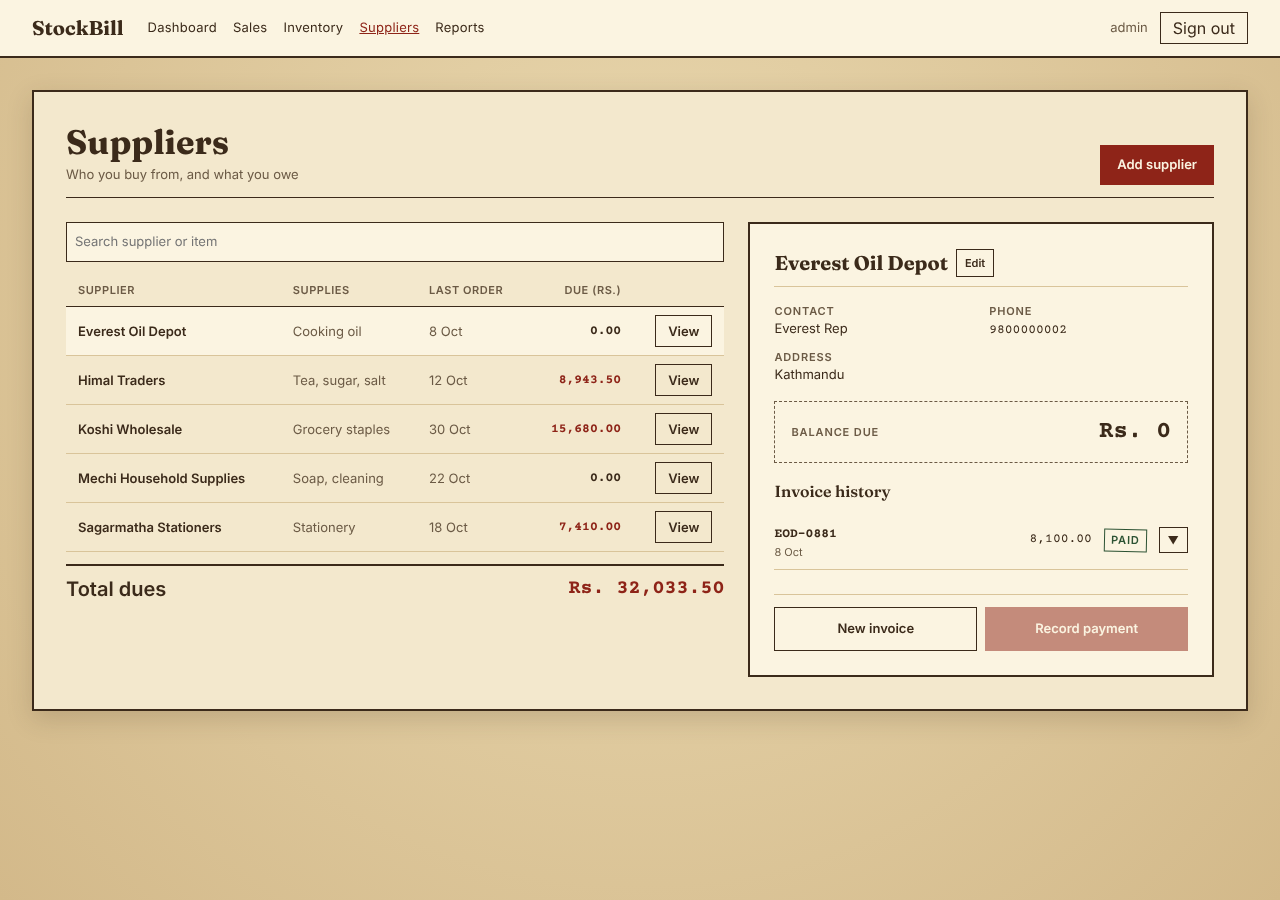 StockBill Dashboard Sales Inventory Suppliers Reports admin Sign out
Suppliers
Who you buy from, and what you owe
Add supplier
Search supplier or item
SUPPLIER SUPPLIES LAST ORDER DUE (RS.)
Everest Oil Depot Cooking oil 8 Oct 0.00 View
Himal Traders Tea, sugar, salt 12 Oct 8,943.50 View
Koshi Wholesale Grocery staples 30 Oct 15,680.00 View
Mechi Household Supplies Soap, cleaning 22 Oct 0.00 View
Sagarmatha Stationers Stationery 18 Oct 7,410.00 View
Total dues Rs. 32,033.50
Everest Oil Depot Edit
CONTACT PHONE
Everest Rep 9800000002
ADDRESS
Kathmandu
BALANCE DUE Rs. 0
Invoice history
EOD-0881 8,100.00 PAID ▼
8 Oct
New invoice Record payment